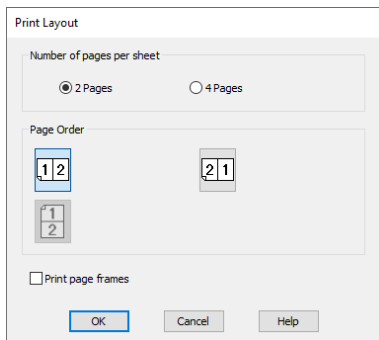 Print Layout
Number of pages per sheet
2 Pages
4 Pages
Page Order
1 2
2 1
1
2
Print page frames
OK
Cancel
Help